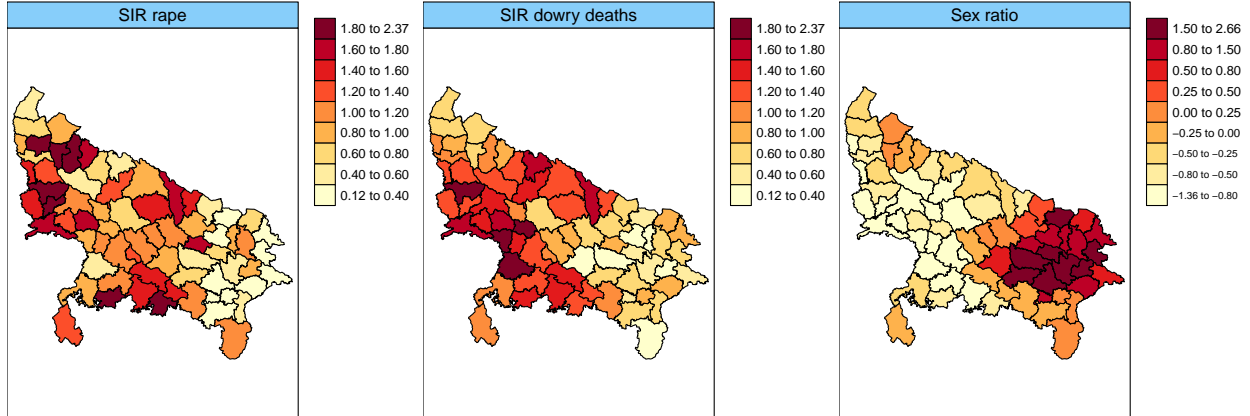 SIR rape
1.80 to 2.37
1.60 to 1.80
1.40 to 1.60
1.20 to 1.40
1.00 to 1.20
0.80 to 1.00
0.60 to 0.80
0.40 to 0.60
0.12 to 0.40
SIR dowry deaths
1.80 to 2.37
1.60 to 1.80
1.40 to 1.60
1.20 to 1.40
1.00 to 1.20
0.80 to 1.00
0.60 to 0.80
0.40 to 0.60
0.12 to 0.40
Sex ratio
1.50 to 2.66
0.80 to 1.50
0.50 to 0.80
0.25 to 0.50
0.00 to 0.25
−0.25 to 0.00
−0.50 to −0.25
−0.80 to −0.50
−1.36 to −0.80